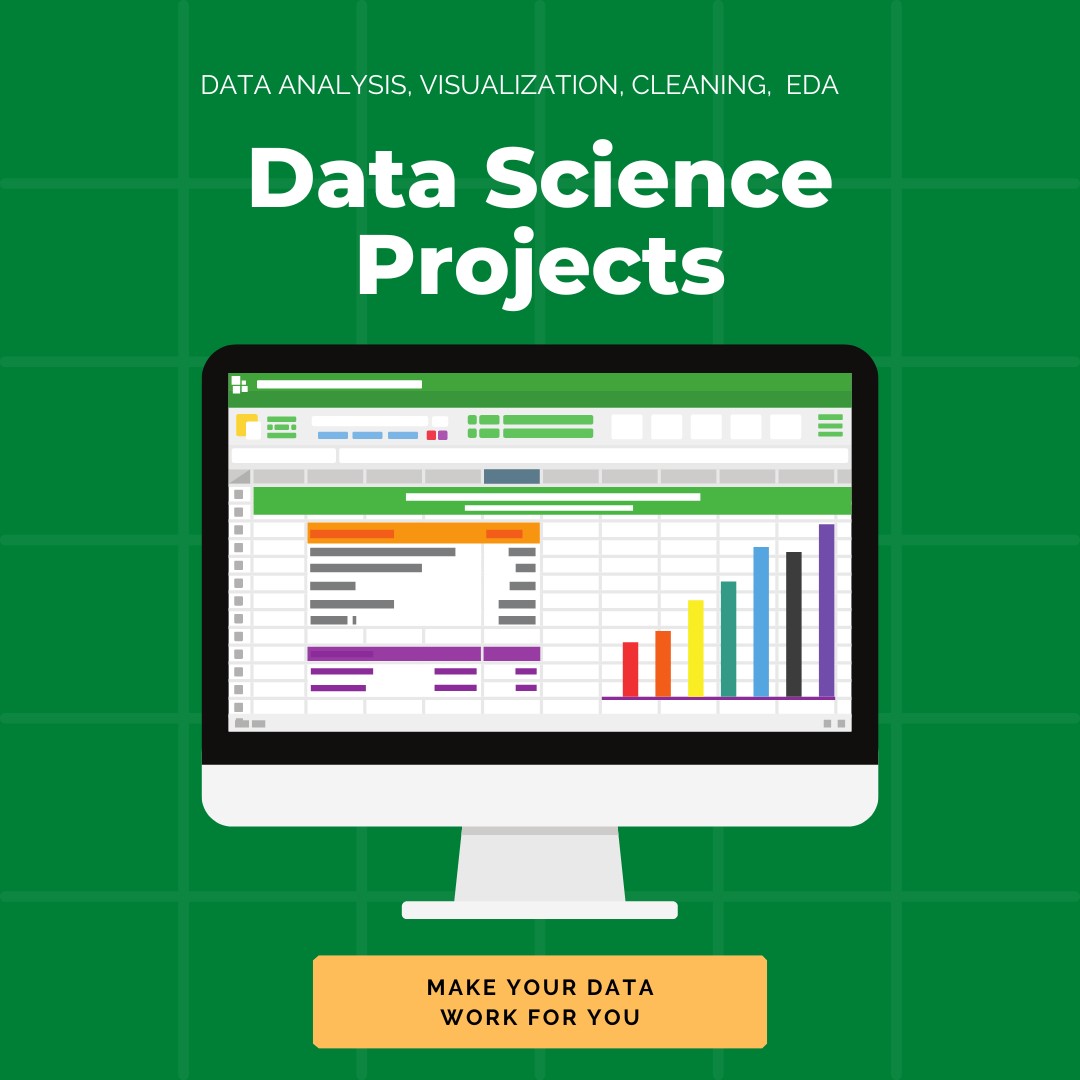 DATA ANALYSIS, VISUALIZATION, CLEANING, EDA
Data Science
Projects
MAKE YOUR DATA
WORK FOR YOU